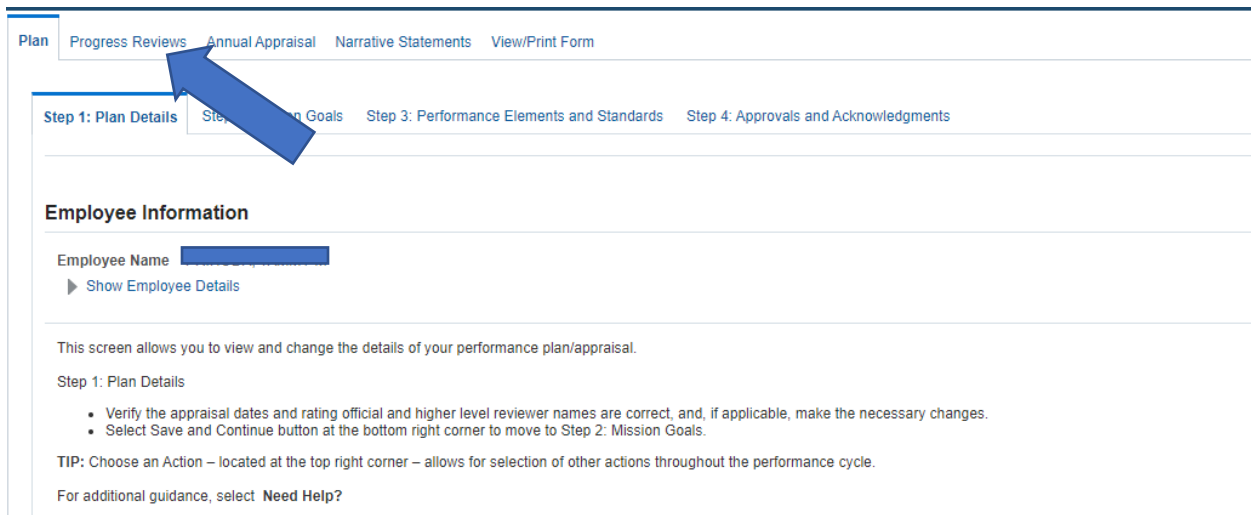 Plan Progress Reviews Annual Appraisal Narrative Statements View/Print Form
Step 1: Plan Details Goals Step 3: Performance Elements and Standards Step 4: Approvals and Acknowledgments
Employee Information
Employee Name
Show Employee Details
This screen allows you to view and change the details of your performance plan/appraisal.
Step 1: Plan Details
• Verify the appraisal dates and rating official and higher level reviewer names are correct, and, if applicable, make the necessary changes.
• Select Save and Continue button at the bottom right corner to move to Step 2: Mission Goals.
TIP: Choose an Action – located at the top right corner – allows for selection of other actions throughout the performance cycle.
For additional guidance, select Need Help?